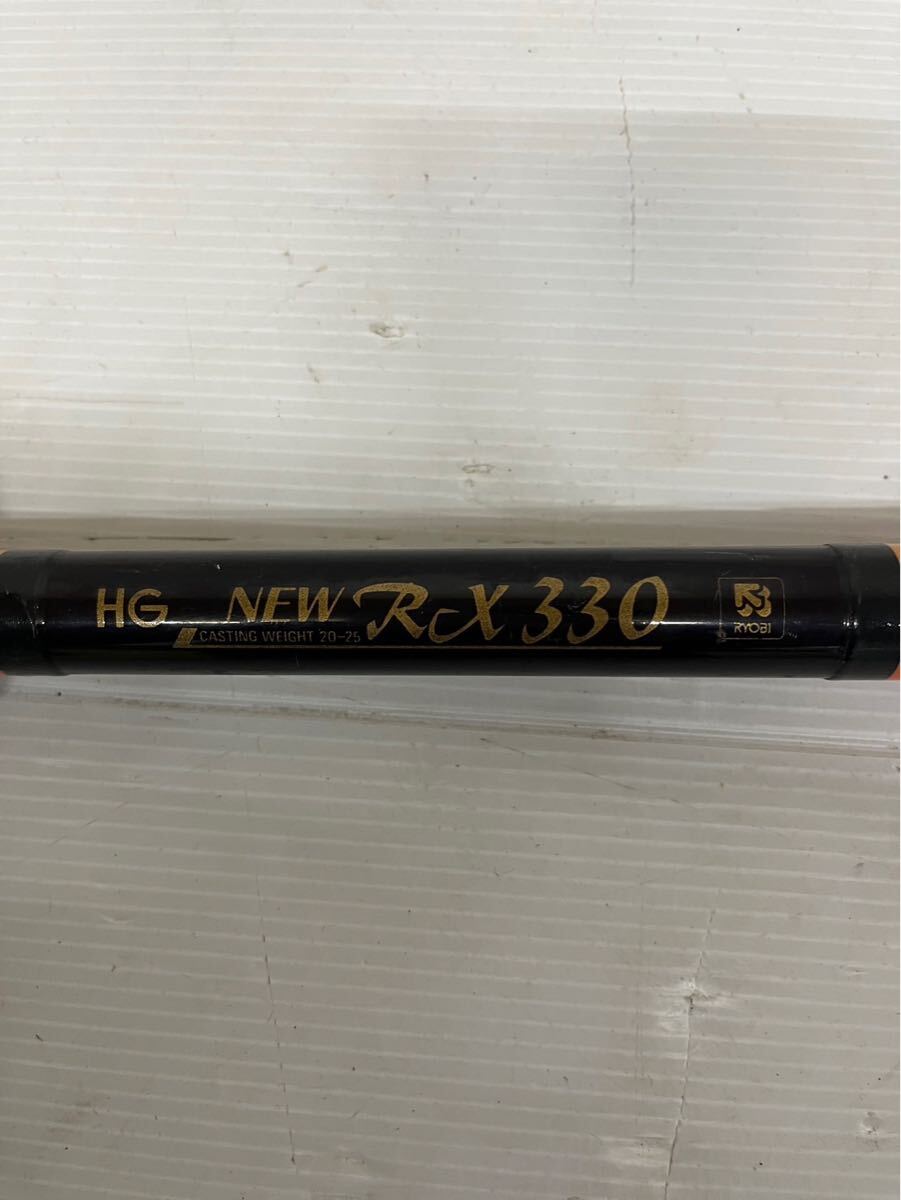 HG NEW RX 330
CASTING WEIGHT 20-25
RYOBI